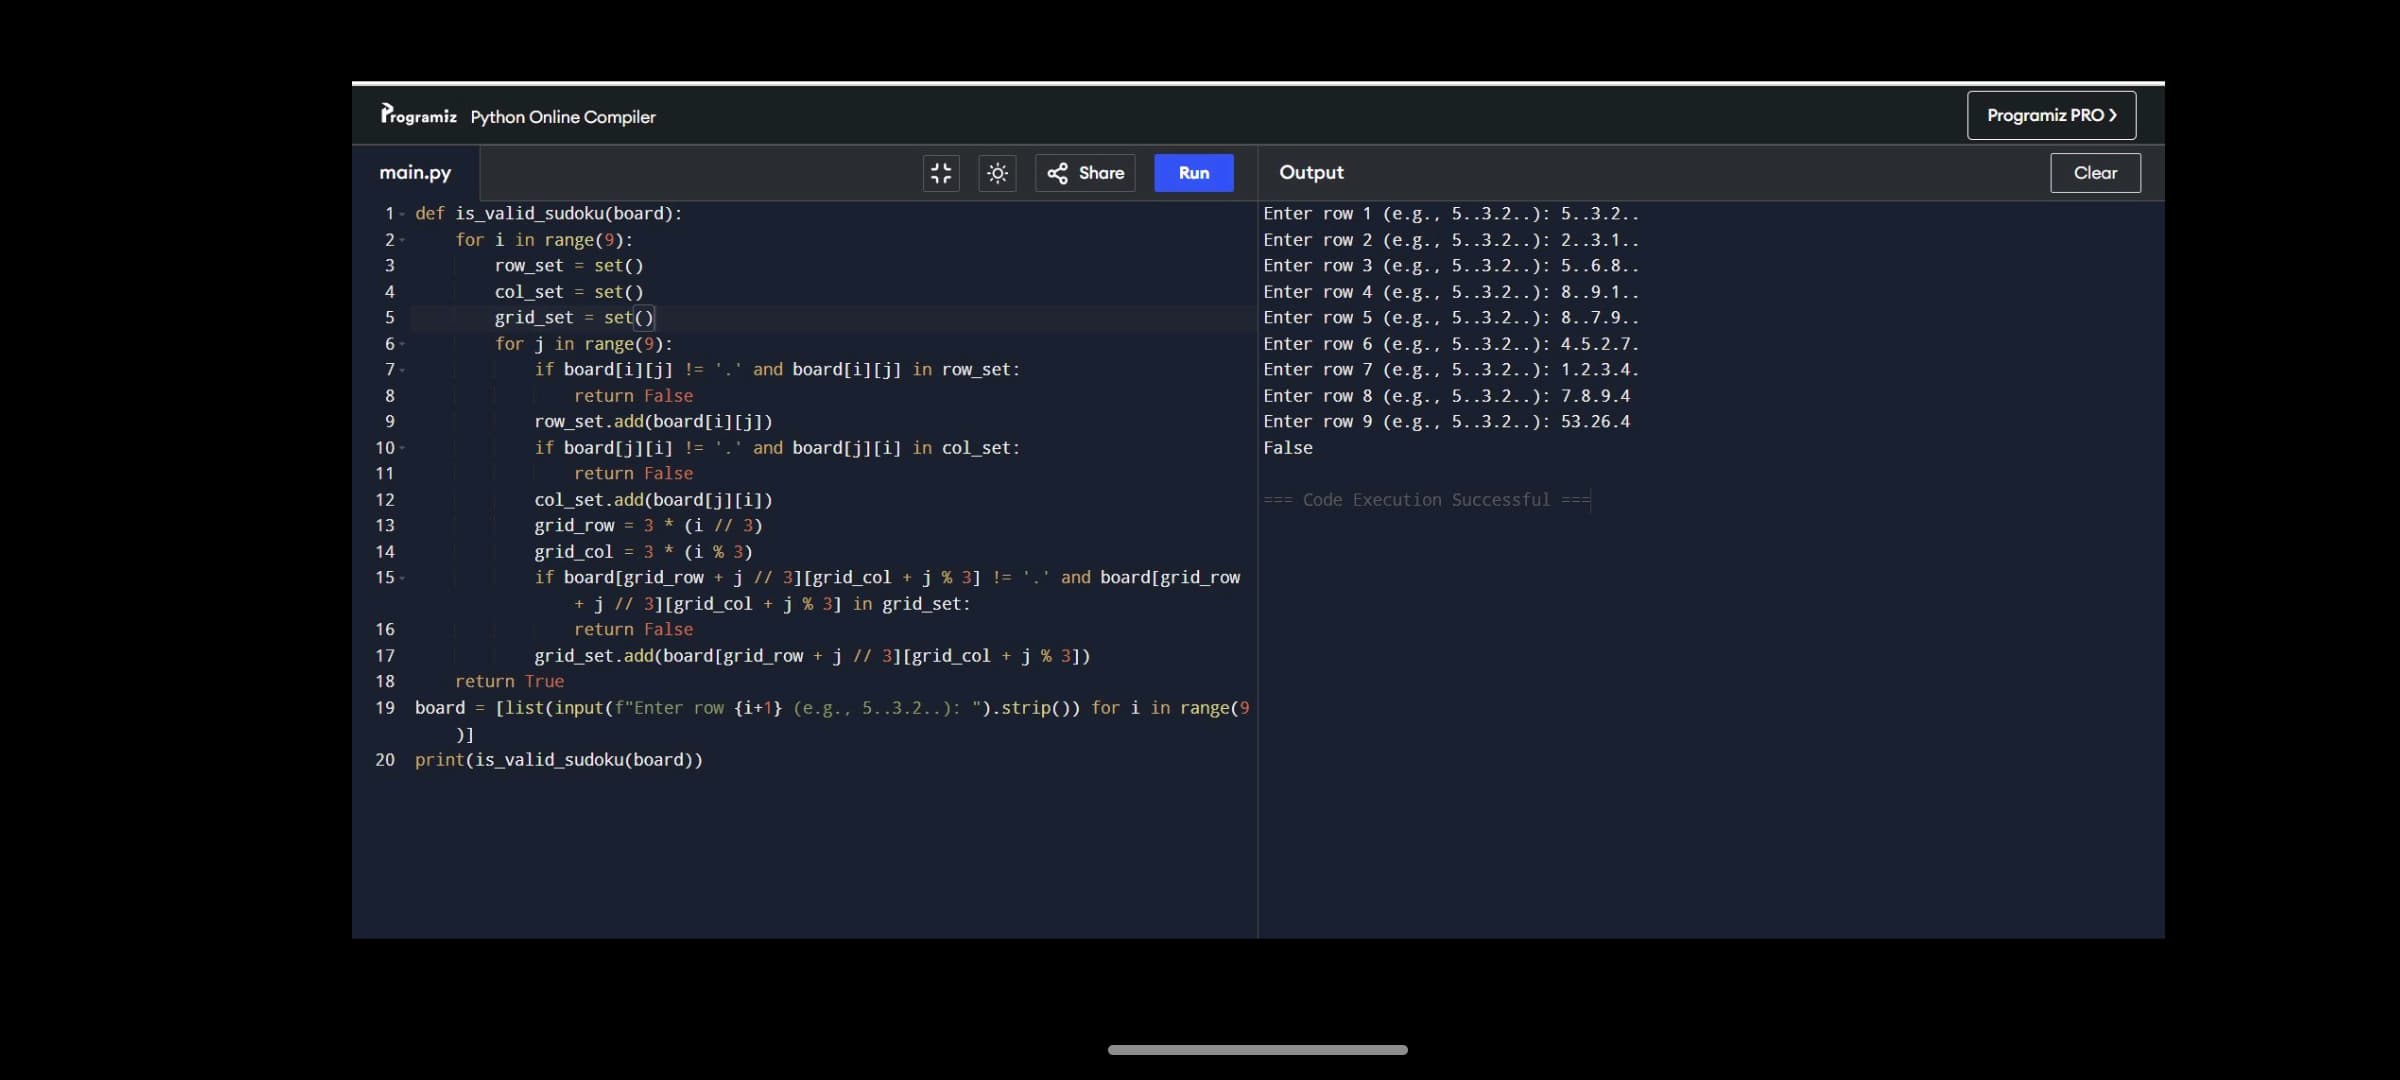 Programiz Python Online Compiler
Programiz PRO >
main.py
Share
Run
Output
Clear
1 def is_valid_sudoku(board):
2     for i in range(9):
3         row_set = set()
4         col_set = set()
5         grid_set = set()
6         for j in range(9):
7             if board[i][j] != '.' and board[i][j] in row_set:
8                 return False
9             row_set.add(board[i][j])
10             if board[j][i] != '.' and board[j][i] in col_set:
11                 return False
12             col_set.add(board[j][i])
13             grid_row = 3 * (i // 3)
14             grid_col = 3 * (i % 3)
15             if board[grid_row + j // 3][grid_col + j % 3] != '.' and board[grid_row
+ j // 3][grid_col + j % 3] in grid_set:
16                 return False
17             grid_set.add(board[grid_row + j // 3][grid_col + j % 3])
18     return True
19 board = [list(input(f"Enter row {i+1} (e.g., 5..3.2..): ").strip()) for i in range(9
)]
20 print(is_valid_sudoku(board))
Enter row 1 (e.g., 5..3.2..): 5..3.2..
Enter row 2 (e.g., 5..3.2..): 2..3.1..
Enter row 3 (e.g., 5..3.2..): 5..6.8..
Enter row 4 (e.g., 5..3.2..): 8..9.1..
Enter row 5 (e.g., 5..3.2..): 8..7.9..
Enter row 6 (e.g., 5..3.2..): 4.5.2.7.
Enter row 7 (e.g., 5..3.2..): 1.2.3.4.
Enter row 8 (e.g., 5..3.2..): 7.8.9.4
Enter row 9 (e.g., 5..3.2..): 53.26.4
False
=== Code Execution Successful ===